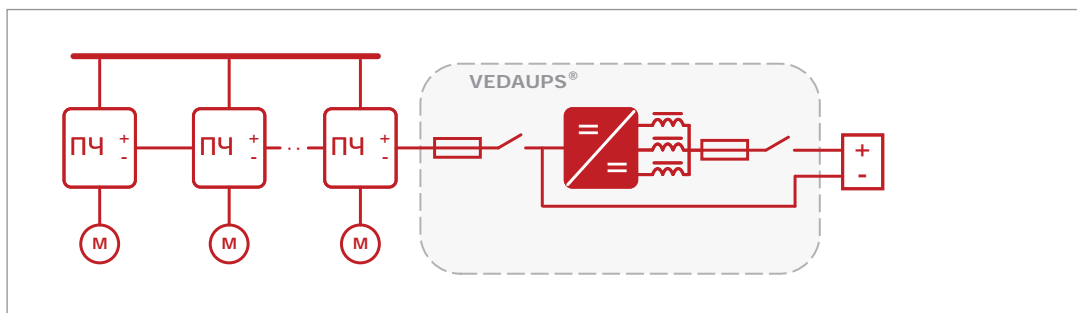 VEDAUPS®
ПЧ + -
ПЧ + -
. .
ПЧ + -
+
-
М
М
М